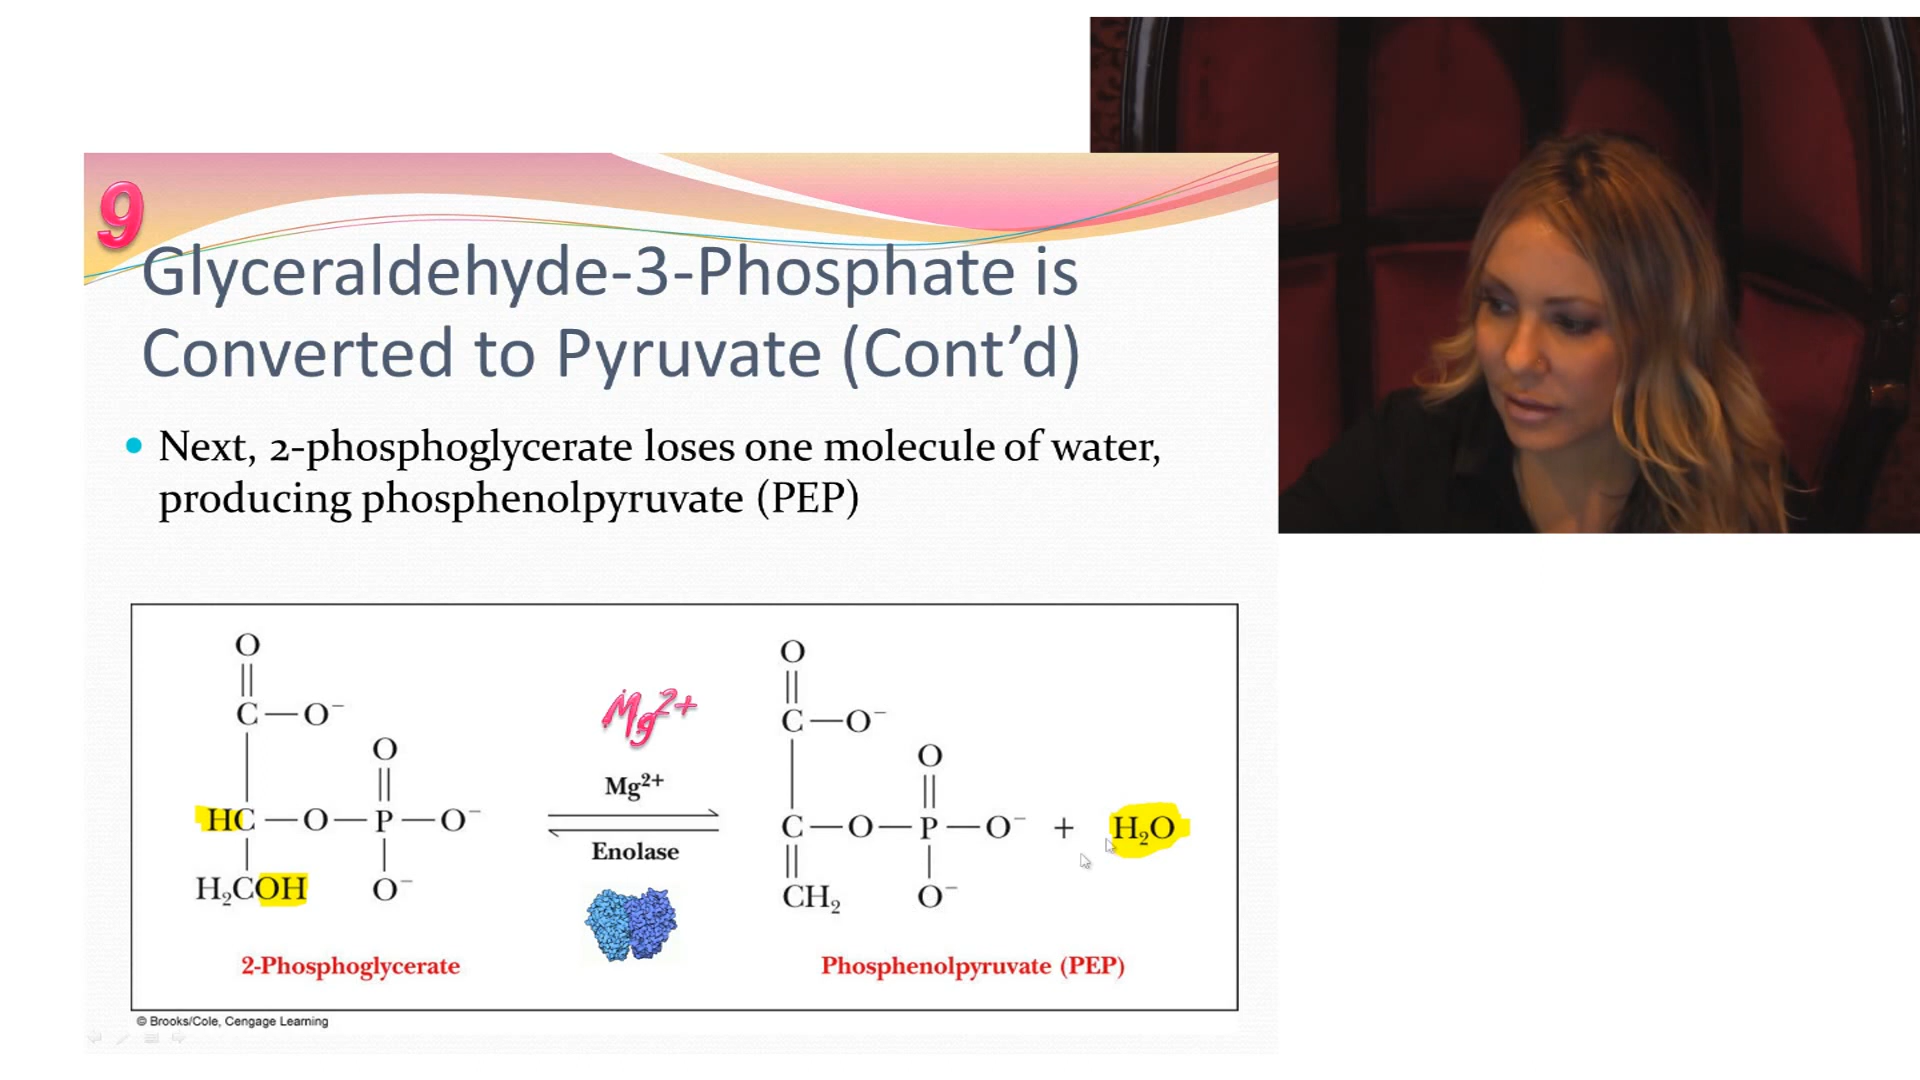 9
Glyceraldehyde-3-Phosphate is
Converted to Pyruvate (Cont’d)
• Next, 2-phosphoglycerate loses one molecule of water,
producing phosphenolpyruvate (PEP)
O
C—O⁻
O
HC—O—P—O⁻
H₂COH O⁻
2-Phosphoglycerate
Mg²⁺
Mg²⁺
Enolase
O
C—O⁻
O
C—O—P—O⁻ + H₂O
CH₂ O⁻
Phosphenolpyruvate (PEP)
© Brooks/Cole, Cengage Learning